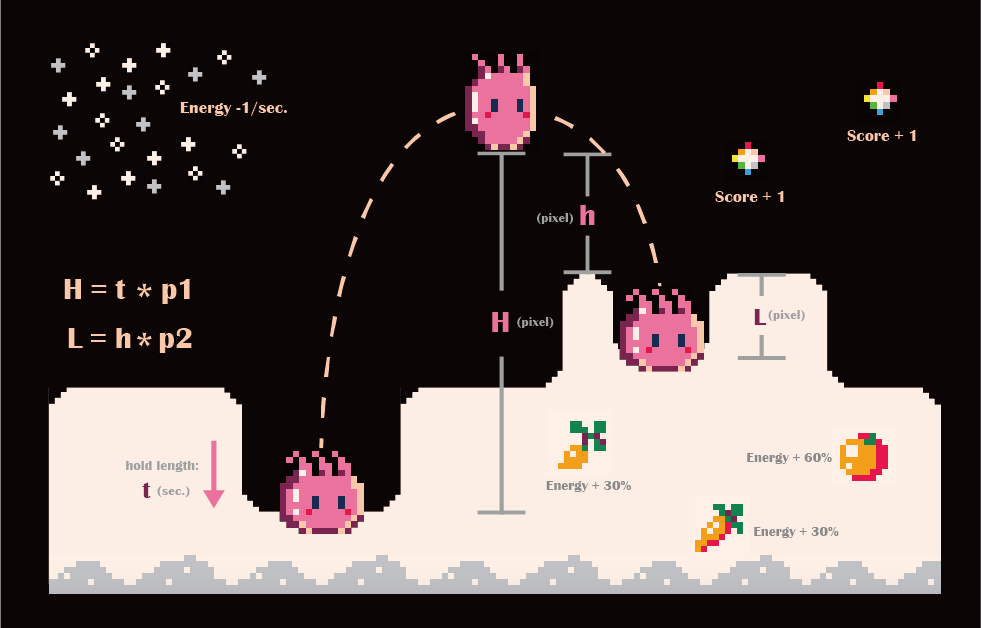 Energy -1/sec.
Score + 1
Score + 1
(pixel) h
H = t * p1
L = h * p2
H (pixel)
L (pixel)
hold length:
t (sec.)
Energy + 30%
Energy + 60%
Energy + 30%